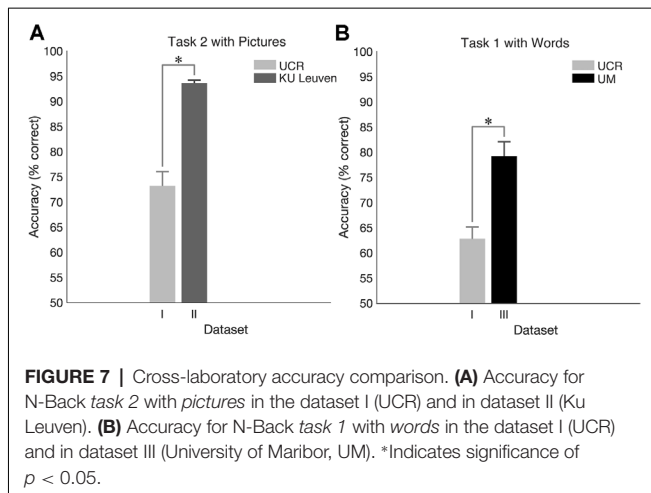 A
Task 2 with Pictures
UCR
KU Leuven
Accuracy (% correct)
100
95
90
85
80
75
70
65
60
55
50
*
I II
Dataset
B
Task 1 with Words
UCR
UM
Accuracy (% correct)
100
95
90
85
80
75
70
65
60
55
50
*
I III
Dataset
FIGURE 7 | Cross-laboratory accuracy comparison. (A) Accuracy for
N-Back task 2 with pictures in the dataset I (UCR) and in dataset II (Ku
Leuven). (B) Accuracy for N-Back task 1 with words in the dataset I (UCR)
and in dataset III (University of Maribor, UM). *Indicates significance of
p < 0.05.